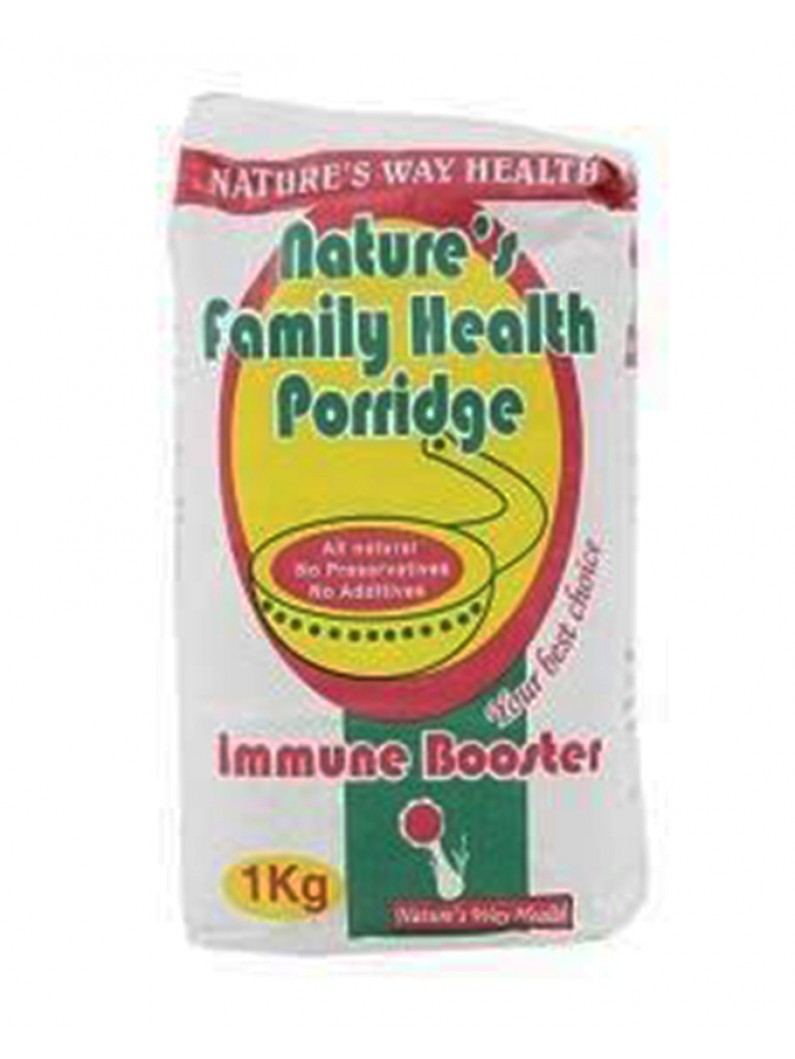 NATURE'S WAY HEALTH
Nature's
Family Health
Porridge
All natural
No Preservatives
No Additives
Your best choice
Immune Booster
1Kg
Nature's Way Health